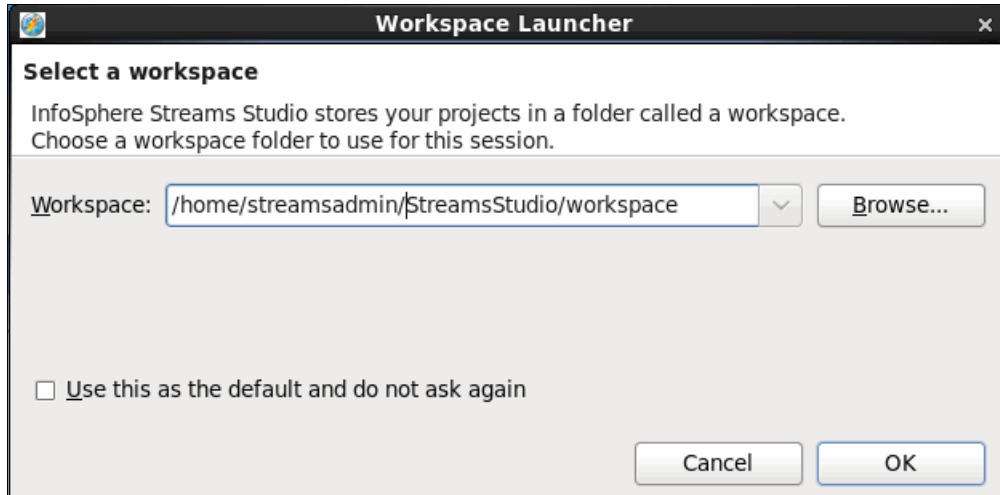 Workspace Launcher
Select a workspace
InfoSphere Streams Studio stores your projects in a folder called a workspace.
Choose a workspace folder to use for this session.
Workspace: /home/streamsadmin/StreamsStudio/workspace Browse...
Use this as the default and do not ask again
Cancel OK